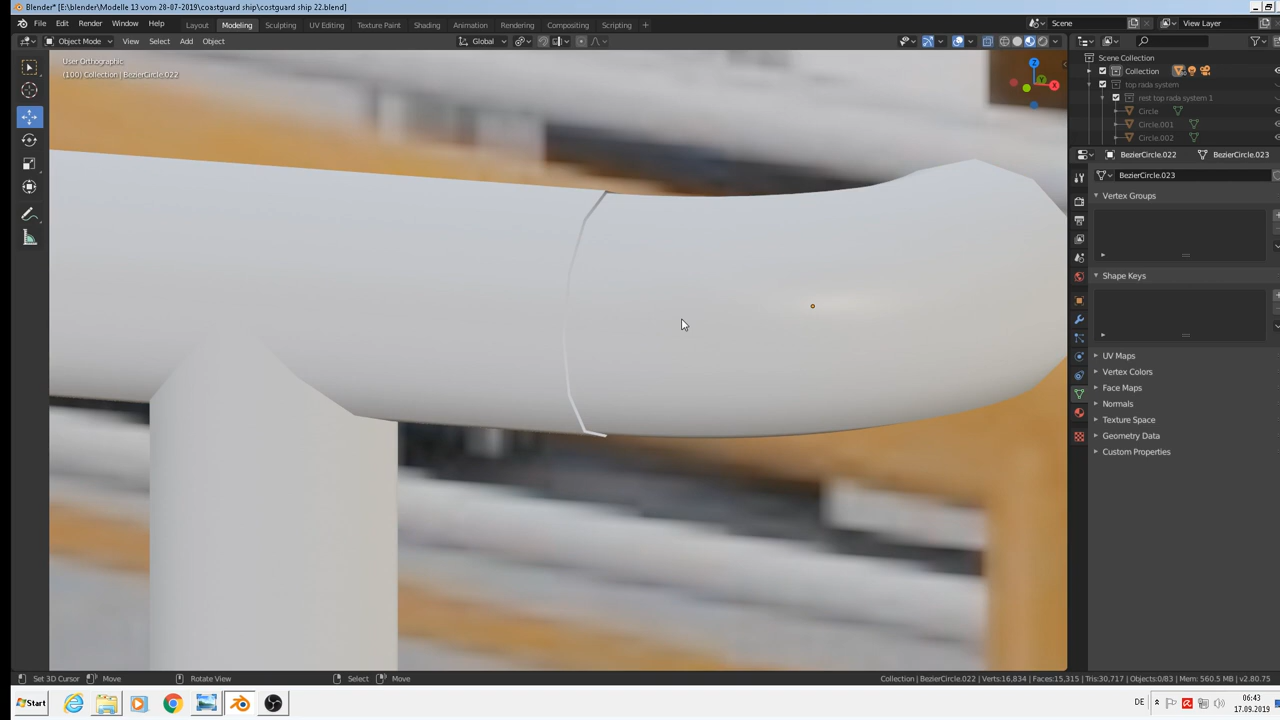 Blender* [E:\blender\Modelle 13 vom 28-07-2019\coastguard ship\costguard ship 22.blend]
File Edit Render Window Help Layout Modeling Sculpting UV Editing Texture Paint Shading Animation Rendering Compositing Scripting + Scene View Layer
Object Mode View Select Add Object Global
User Orthographic
(100) Collection | BezierCircle.022
Z
Y
X
Scene Collection
Collection
top rada system
rest top rada system 1
Circle
Circle.001
Circle.002
BezierCircle.022 BezierCircle.023
BezierCircle.023
Vertex Groups
Shape Keys
UV Maps
Vertex Colors
Face Maps
Normals
Texture Space
Geometry Data
Custom Properties
Set 3D Cursor Move Rotate View Select Move Collection | BezierCircle.022 | Verts:16,834 | Faces:15,315 | Tris:30,717 | Objects:0/83 | Mem: 560.5 MB | v2.80.75
Start DE 06:43
17.09.2019